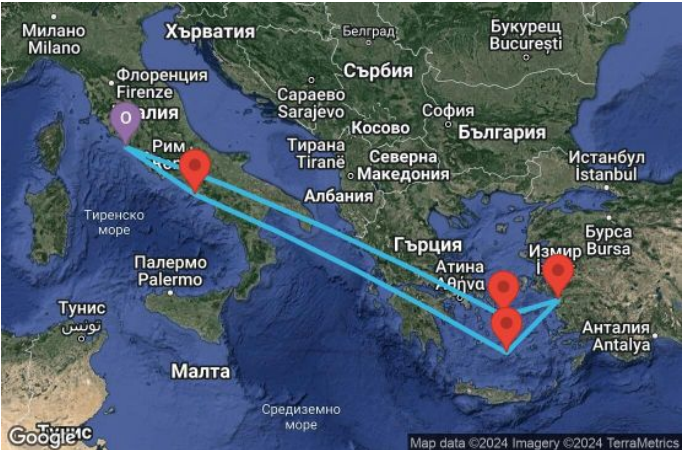 Милано
Milano
Хърватия
Белград
Букурещ
București
Флоренция
Firenze
Сараево
Sarajevo
Сърбия
София
Косово
България
Тирана
Tiranë
Северна
Македония
Истанбул
İstanbul
O
Рим
Албания
Тиренско
море
Гърция
Измир
Бурса
Bursa
Палермо
Palermo
Атина
Αθήνα
Тунис
تونس
Анталия
Antalya
Малта
Средиземно
море
Google
Map data ©2024 Imagery ©2024 TerraMetrics